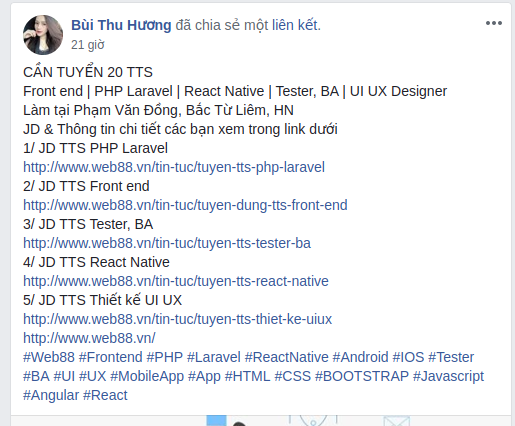 Bùi Thu Hương đã chia sẻ một liên kết.
21 giờ
CẦN TUYỂN 20 TTS
Front end | PHP Laravel | React Native | Tester, BA | UI UX Designer
Làm tại Phạm Văn Đồng, Bắc Từ Liêm, HN
JD & Thông tin chi tiết các bạn xem trong link dưới
1/ JD TTS PHP Laravel
http://www.web88.vn/tin-tuc/tuyen-tts-php-laravel
2/ JD TTS Front end
http://www.web88.vn/tin-tuc/tuyen-dung-tts-front-end
3/ JD TTS Tester, BA
http://www.web88.vn/tin-tuc/tuyen-tts-tester-ba
4/ JD TTS React Native
http://www.web88.vn/tin-tuc/tuyen-tts-react-native
5/ JD TTS Thiết kế UI UX
http://www.web88.vn/tin-tuc/tuyen-tts-thiet-ke-uiux
http://www.web88.vn/
#Web88 #Frontend #PHP #Laravel #ReactNative #Android #IOS #Tester
#BA #UI #UX #MobileApp #App #HTML #CSS #BOOTSTRAP #Javascript
#Angular #React